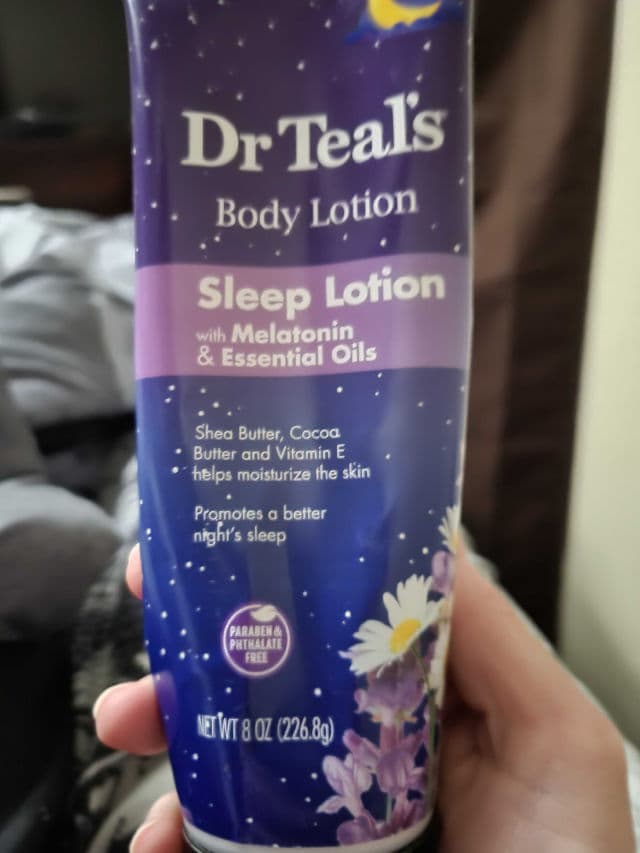 Dr Teal's
Body Lotion
Sleep Lotion
with Melatonin
& Essential Oils
Shea Butter, Cocoa
Butter and Vitamin E
helps moisturize the skin
Promotes a better
night's sleep
PARABEN &
PHTHALATE
FREE
NET WT 8 OZ (226.8g)